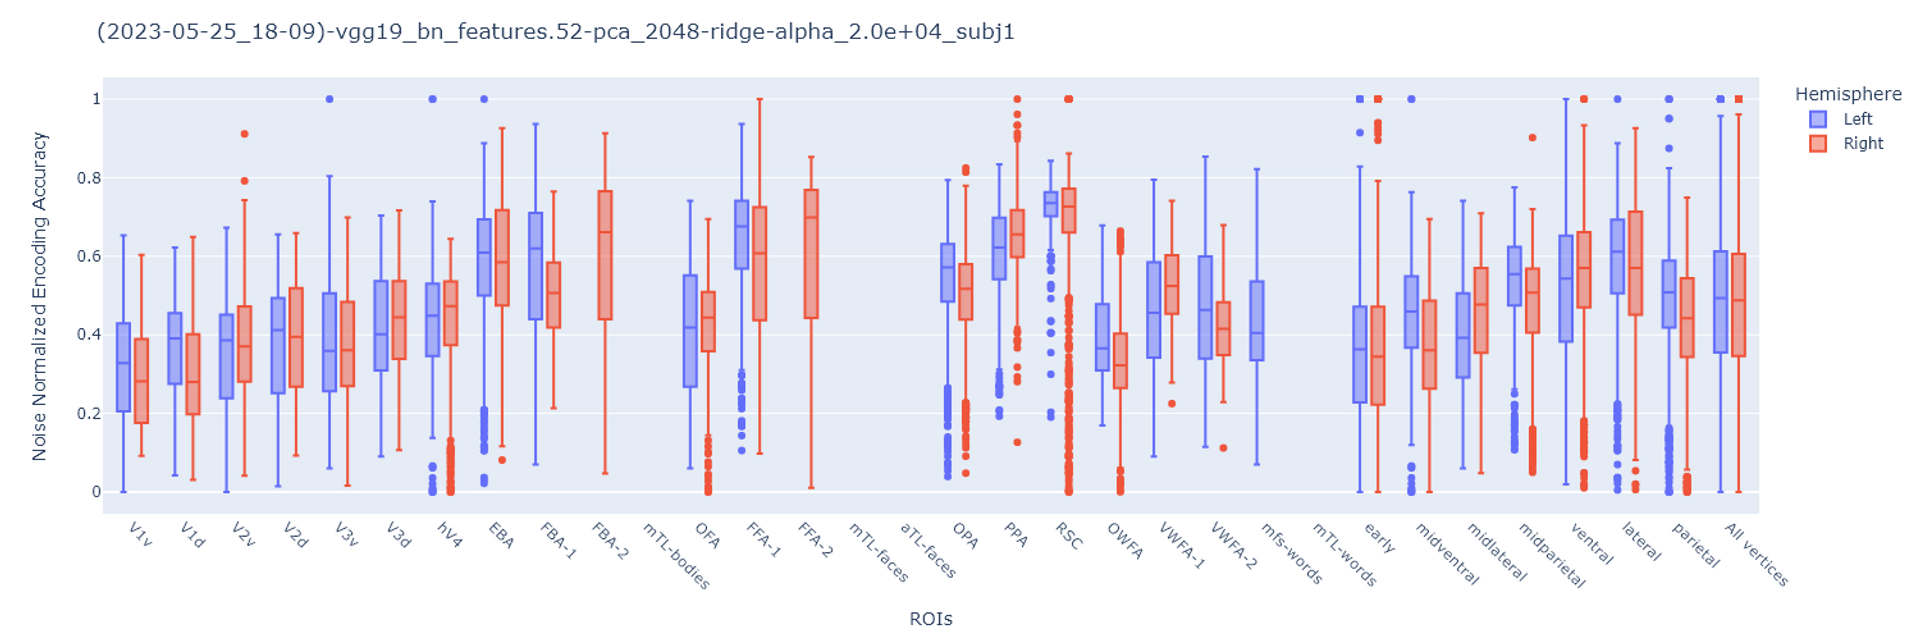 (2023-05-25_18-09)-vgg19_bn_features.52-pca_2048-ridge-alpha_2.0e+04_subj1
Hemisphere
Left
Right
Noise Normalized Encoding Accuracy
1
0.8
0.6
0.4
0.2
0
V1v
V1d
V2v
V2d
V3v
V3d
hV4
EBA
FBA-1
FBA-2
mTL-bodies
OFA
FFA-1
FFA-2
mTL-faces
aTL-faces
OPA
PPA
RSC
OWFA
VWFA-1
VWFA-2
mfs-words
mTL-words
early
midventral
midlateral
midparietal
ventral
lateral
parietal
All vertices
ROIs